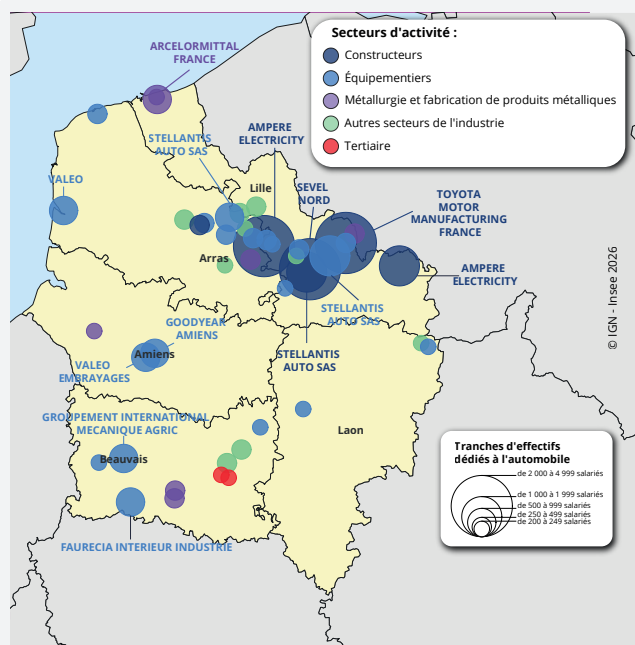 Secteurs d'activité :
Constructeurs
Équipementiers
Métallurgie et fabrication de produits métalliques
Autres secteurs de l'industrie
Tertiaire
ARCELORMITTAL
FRANCE
STELLANTIS
AUTO SAS
AMPERE
ELECTRICITY
VALEO
Lille
SEVEL
NORD
TOYOTA
MOTOR
MANUFACTURING
FRANCE
Arras
AMPERE
ELECTRICITY
STELLANTIS
AUTO SAS
STELLANTIS
AUTO SAS
GOODYEAR
AMIENS
Amiens
VALEO
EMBRAYAGES
GROUPEMENT INTERNATIONAL
MECANIQUE AGRIC
Beauvais
Laon
FAURECIA INTERIEUR INDUSTRIE
Tranches d'effectifs
dédiés à l'automobile
de 2 000 à 4 999 salariés
de 1 000 à 1 999 salariés
de 500 à 999 salariés
de 250 à 499 salariés
de 200 à 249 salariés
© IGN - Insee 2026